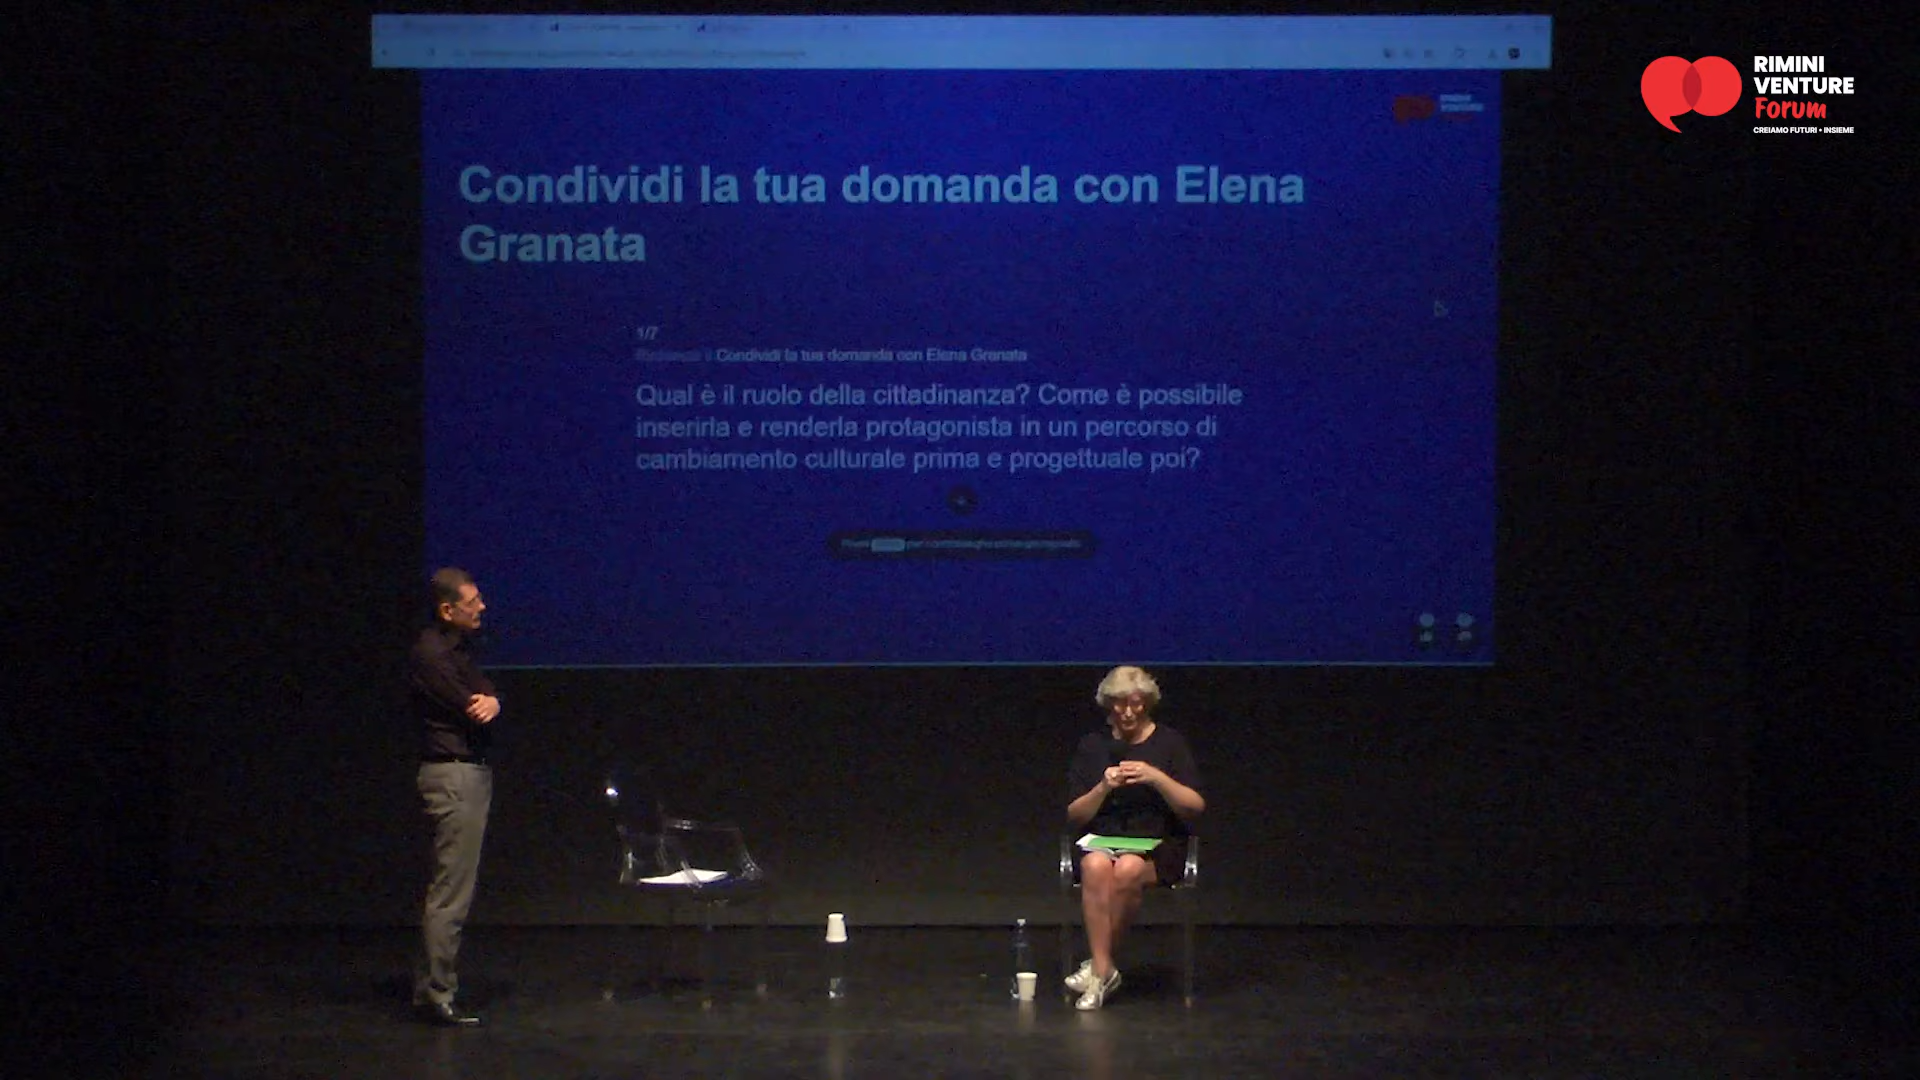 RIMINI
VENTURE
Forum
CREIAMO FUTURI • INSIEME
Condividi la tua domanda con Elena
Granata
1/7
Condividi la tua domanda con Elena Granata
Qual è il ruolo della cittadinanza? Come è possibile
inserirla e renderla protagonista in un percorso di
cambiamento culturale prima e progettuale poi?